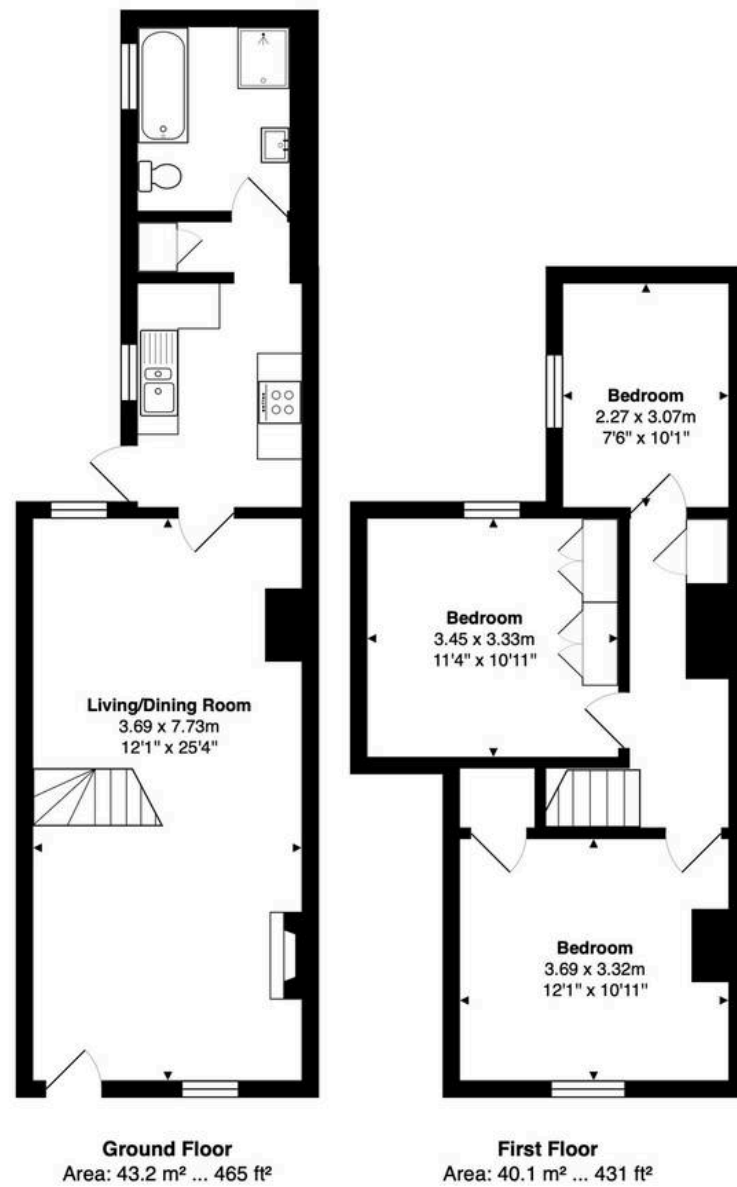 Bedroom
2.27 x 3.07m
7'6" x 10'1"
Bedroom
3.45 x 3.33m
11'4" x 10'11"
Living/Dining Room
3.69 x 7.73m
12'1" x 25'4"
Bedroom
3.69 x 3.32m
12'1" x 10'11"
Ground Floor
Area: 43.2 m² ... 465 ft²
First Floor
Area: 40.1 m² ... 431 ft²